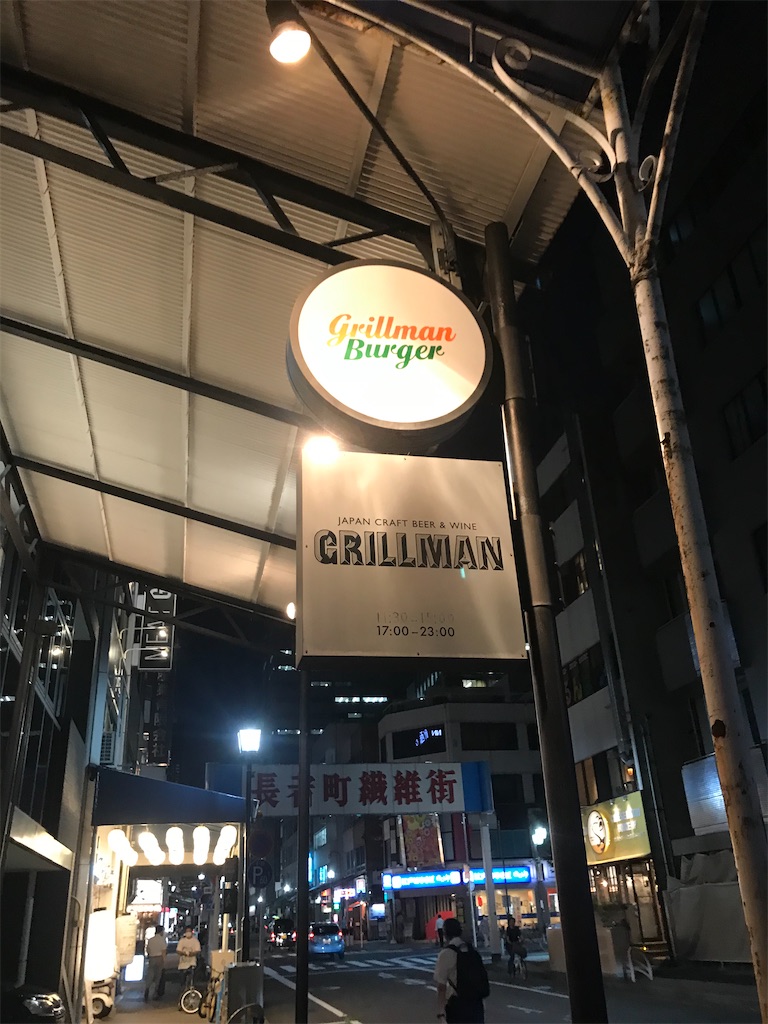 Grillman
Burger
JAPAN CRAFT BEER & WINE
GRILLMAN
17:00–23:00
長者町繊維街
P